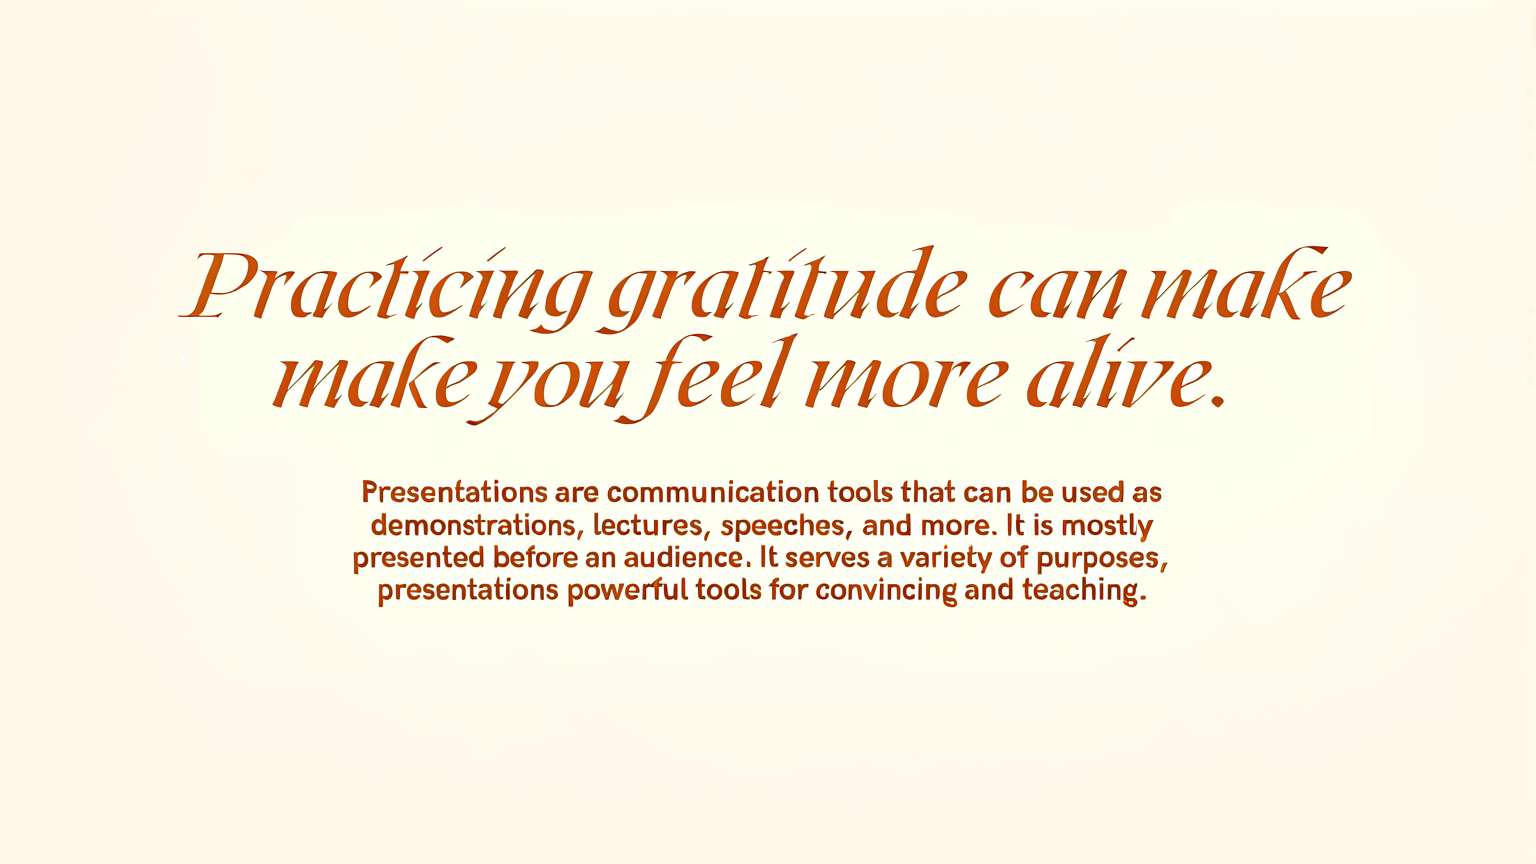 Practicing gratitude can make
make you feel more alive.
Presentations are communication tools that can be used as
demonstrations, lectures, speeches, and more. It is mostly
presented before an audience. It serves a variety of purposes,
presentations powerful tools for convincing and teaching.